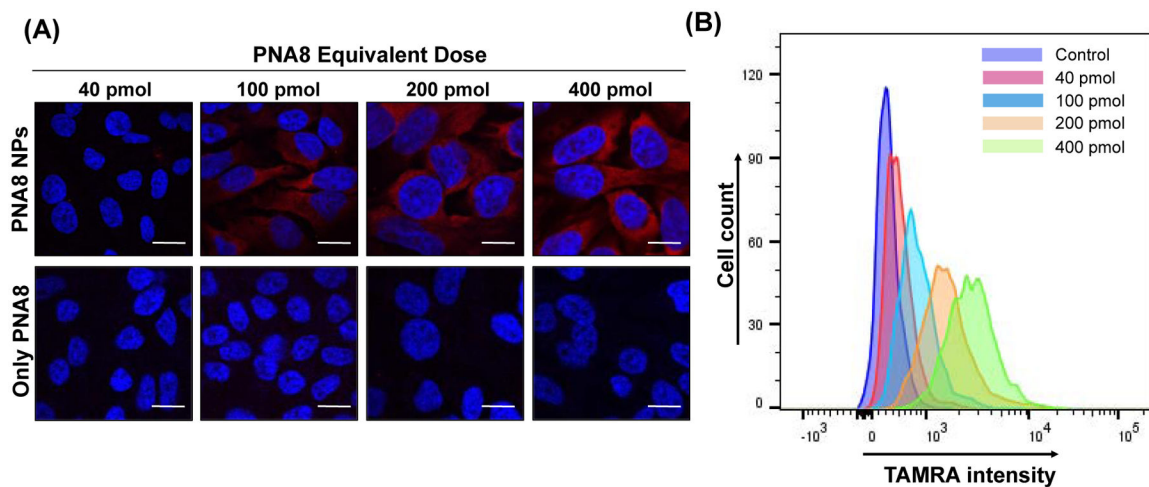 (A)
PNA8 Equivalent Dose
40 pmol 100 pmol 200 pmol 400 pmol
PNA8 NPs
Only PNA8
(B)
Control
40 pmol
100 pmol
200 pmol
400 pmol
Cell count
120
90
60
30
0
-10³ 0 10³ 10⁴ 10⁵
TAMRA intensity